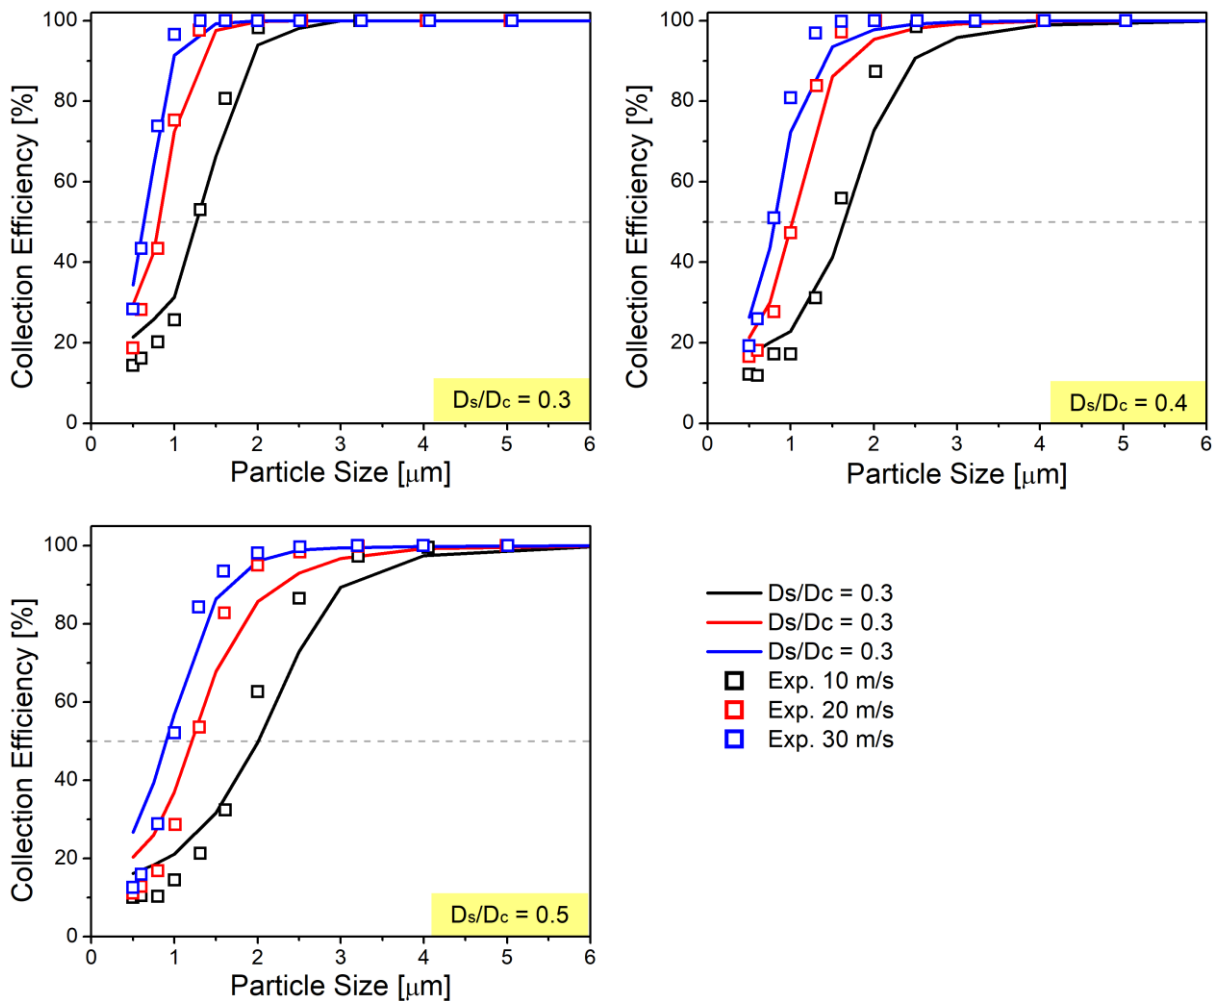 100
80
60
40
20
0
Collection Efficiency [%]
Ds/Dc = 0.3
0 1 2 3 4 5 6
Particle Size [μm]
100
80
60
40
20
0
Collection Efficiency [%]
Ds/Dc = 0.4
0 1 2 3 4 5 6
Particle Size [μm]
100
80
60
40
20
0
Collection Efficiency [%]
Ds/Dc = 0.5
0 1 2 3 4 5 6
Particle Size [μm]
Ds/Dc = 0.3
Ds/Dc = 0.3
Ds/Dc = 0.3
Exp. 10 m/s
Exp. 20 m/s
Exp. 30 m/s